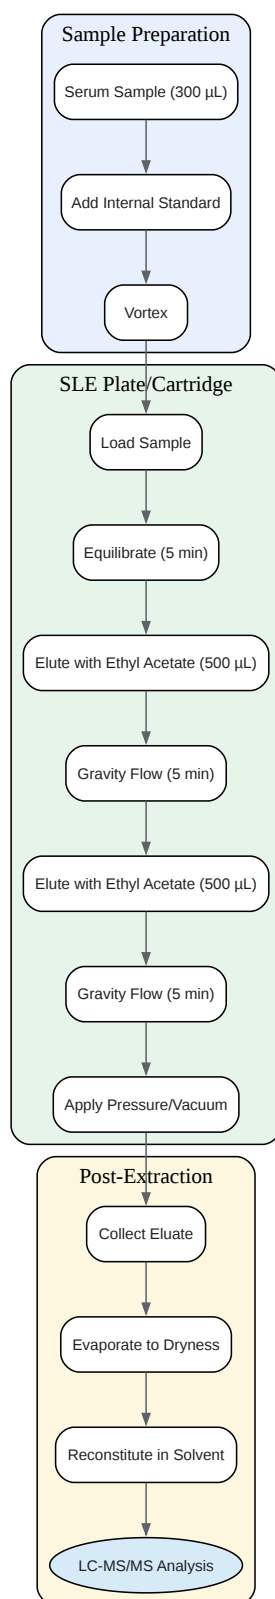 Sample Preparation
Serum Sample (300 µL)
Add Internal Standard
Vortex
SLE Plate/Cartridge
Load Sample
Equilibrate (5 min)
Elute with Ethyl Acetate (500 µL)
Gravity Flow (5 min)
Elute with Ethyl Acetate (500 µL)
Gravity Flow (5 min)
Apply Pressure/Vacuum
Post-Extraction
Collect Eluate
Evaporate to Dryness
Reconstitute in Solvent
LC-MS/MS Analysis